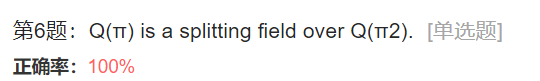 第6题：Q(π) is a splitting field over Q(π2). [单选题]
正确率：100%